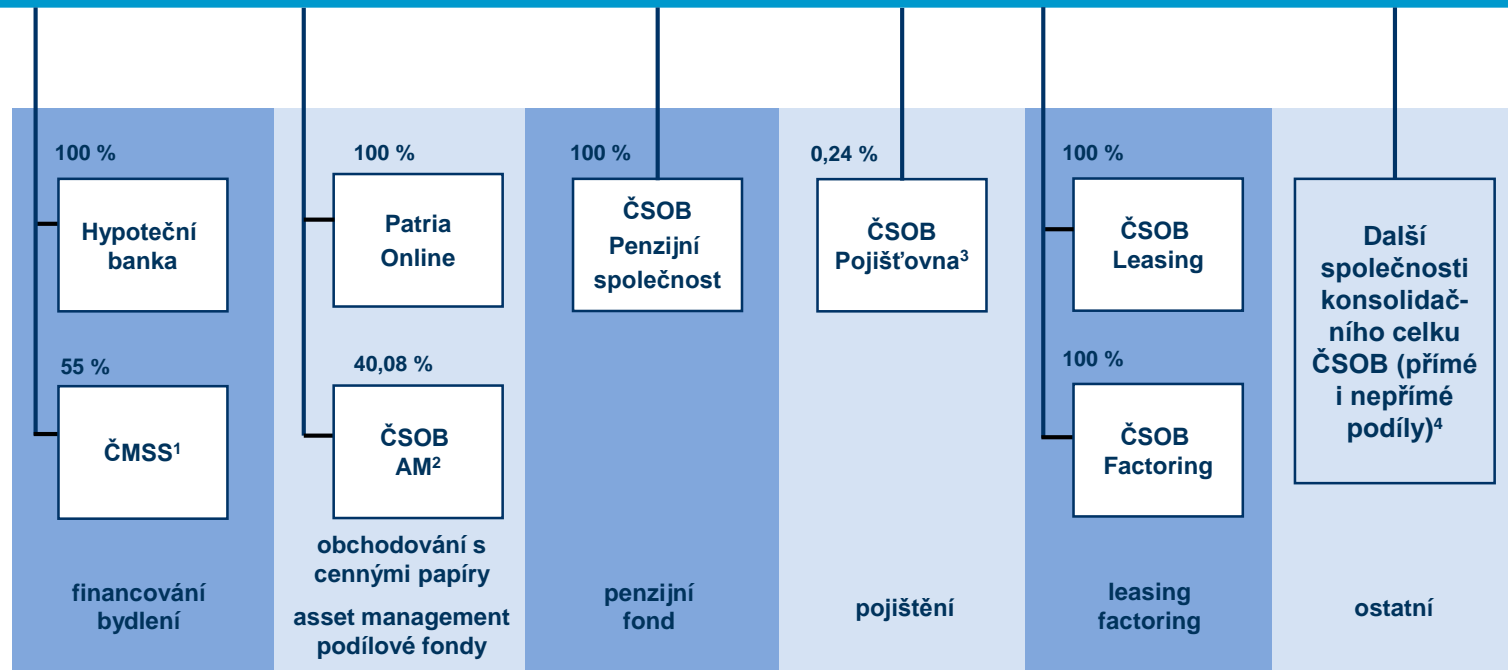 100 %
Hypoteční
banka
55 %
ČMSS¹
financování
bydlení
100 %
Patria
Online
40,08 %
ČSOB
AM²
obchodování s
cennými papíry
asset management
podílové fondy
100 %
ČSOB
Penzijní
společnost
penzijní
fond
0,24 %
ČSOB
Pojišťovna³
pojištění
100 %
ČSOB
Leasing
100 %
ČSOB
Factoring
leasing
factoring
Další
společnosti
konsolidač-
ního celku
ČSOB (přímé
i nepřímé
podíly)⁴
ostatní